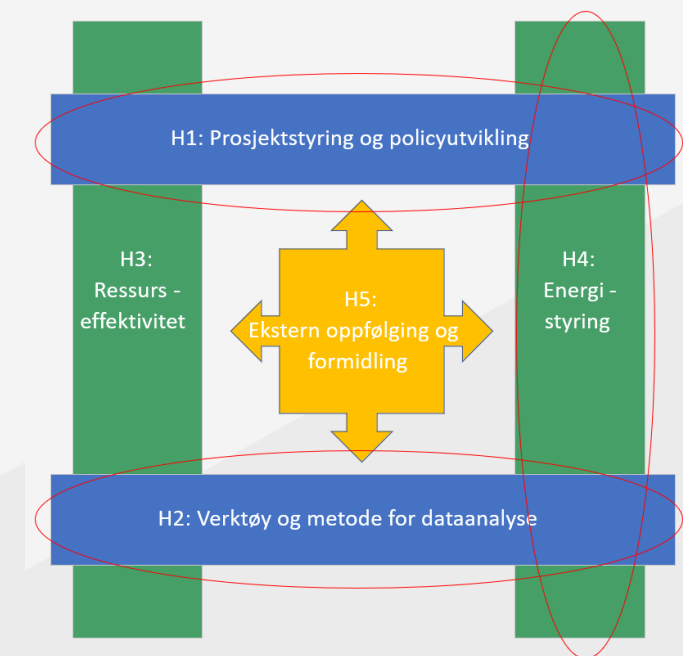 H1: Prosjektstyring og policyutvikling
H3:
Ressurs -
effektivitet
H5:
Ekstern oppfølging og
formidling
H4:
Energi -
styring
H2: Verktøy og metode for dataanalyse